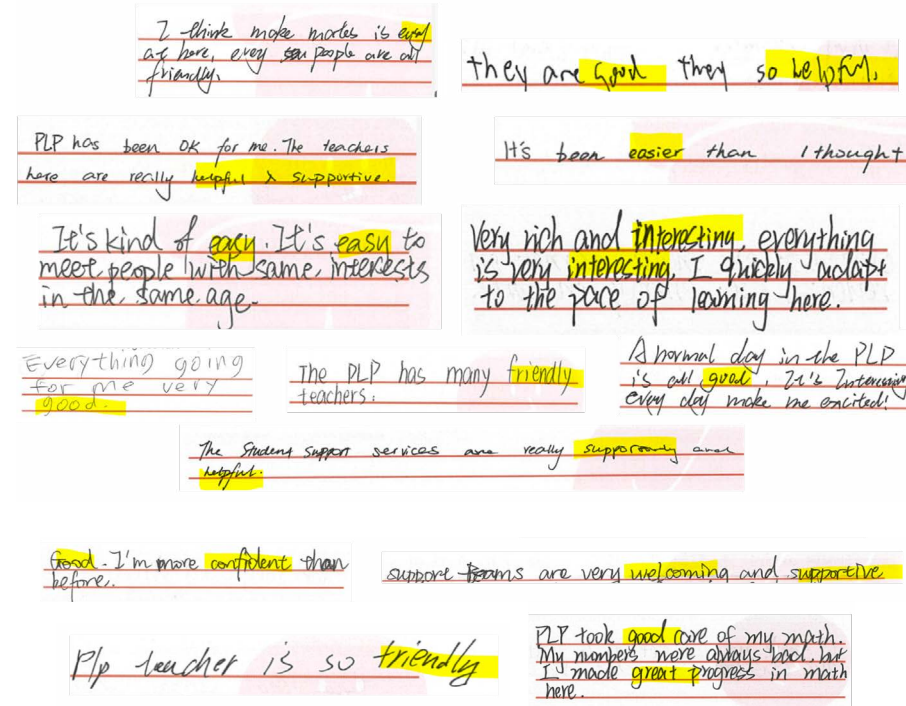 I think make mates is easy
at here, every people are all
friendly.
they are Good they so helpful.
PLP has been OK for me. The teachers
here are really helpful & supportive.
It's been easier than I thought
It's kind of easy. It's easy to
meet people with same interests
in the same age.
Very rich and interesting, everything
is very interesting. I quickly adapt
to the pace of learning here.
Everything going
for me very
good.
The PLP has many friendly
teachers.
A normal day in the PLP
is all good. It's
every day make me excited!
The Student support services are really and
helpful.
Good. I'm more confident than
before.
support teams are very welcoming and supportive
Plp teacher is so friendly
PLP took good care of my math.
My numbers were always bad. but
I made great progress in math
here.